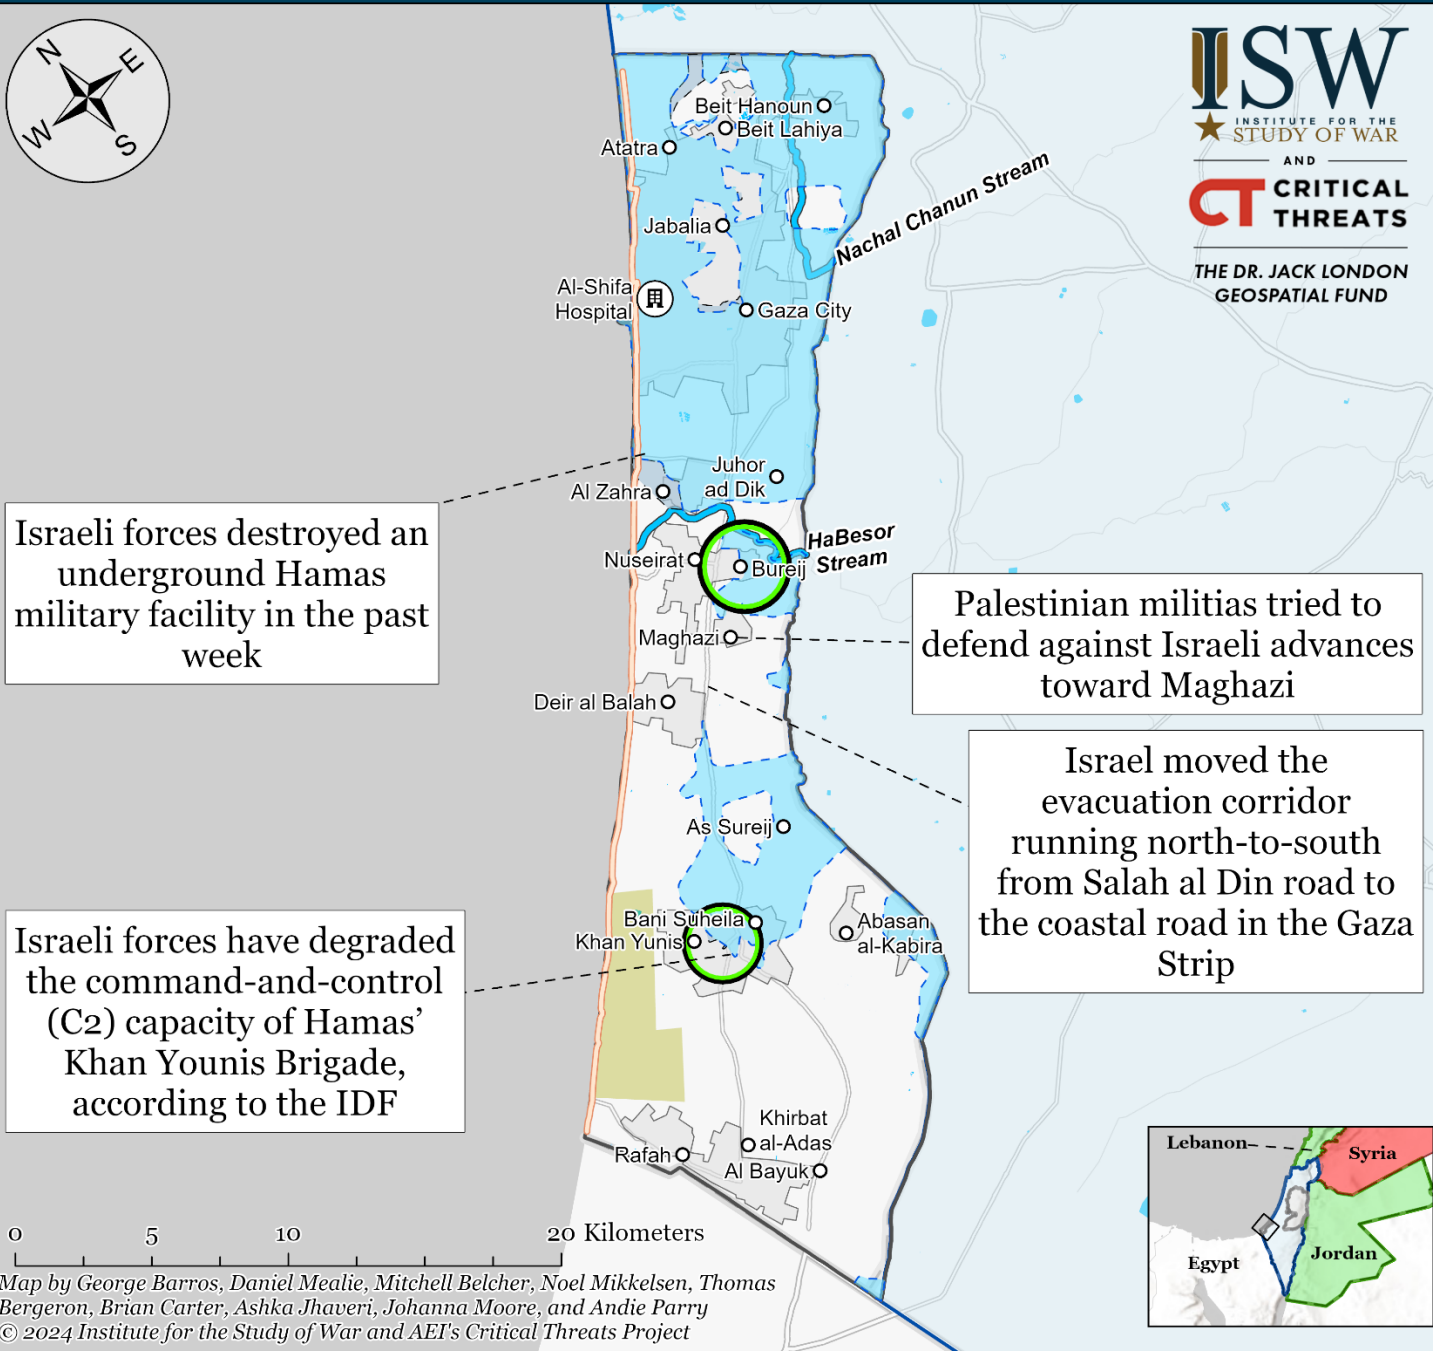 N
E
W
S
ISW
INSTITUTE FOR THE
STUDY OF WAR
AND
CT CRITICAL
THREATS
THE DR. JACK LONDON
GEOSPATIAL FUND
Beit Hanoun
Beit Lahiya
Atatra
Nachal Chanun Stream
Jabalia
Al-Shifa
Hospital
Gaza City
Juhor
ad Dik
Al Zahra
HaBesor
Stream
Nuseirat
Bureij
Israeli forces destroyed an
underground Hamas
military facility in the past
week
Palestinian militias tried to
defend against Israeli advances
toward Maghazi
Maghazi
Deir al Balah
Israel moved the
evacuation corridor
running north-to-south
from Salah al Din road to
the coastal road in the Gaza
Strip
As Sureij
Bani Suheila
Khan Yunis
Abasan
al-Kabira
Israeli forces have degraded
the command-and-control
(C2) capacity of Hamas’
Khan Younis Brigade,
according to the IDF
Khirbat
al-Adas
Rafah
Al Bayuk
Lebanon
Syria
Jordan
Egypt
0 5 10 20 Kilometers
Map by George Barros, Daniel Mealie, Mitchell Belcher, Noel Mikkelsen, Thomas
Bergeron, Brian Carter, Ashka Jhaveri, Johanna Moore, and Andie Parry
© 2024 Institute for the Study of War and AEI's Critical Threats Project